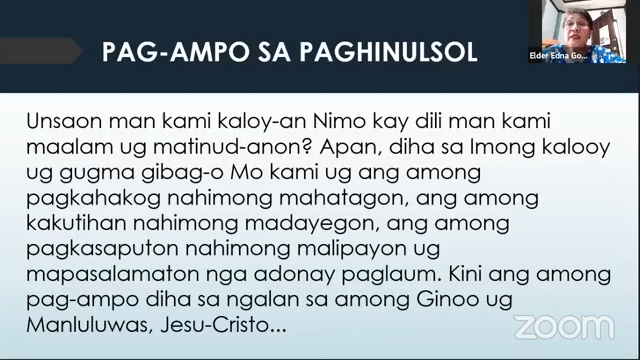 PAG-AMPO SA PAGHINULSOL
Elder Edna Go...
Unsaon man kami kaloy-an Nimo kay dili man kami
maalam ug matinud-anon? Apan, diha sa Imong kalooy
ug gugma gibag-o Mo kami ug ang among
pagkahakog nahimong mahatagon, ang among
kakutihan nahimong madayegon, ang among
pagkasaputon nahimong malipayon ug
mapasalamaton nga adonay paglaum. Kini ang among
pag-ampo diha sa ngalan sa among Ginoo ug
Manluluwas, Jesu-Cristo...
zoom